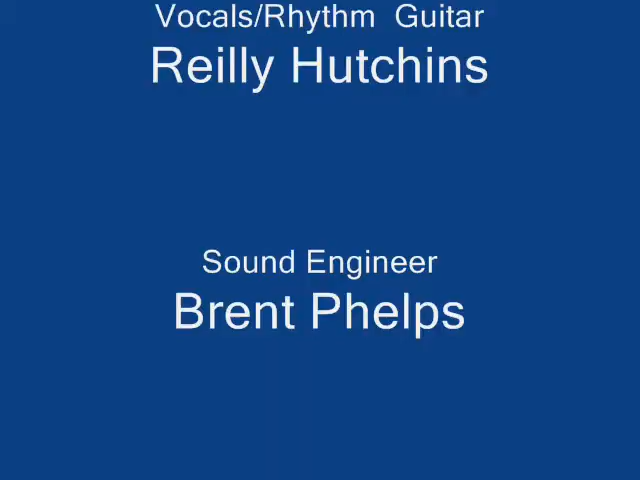 Vocals/Rhythm  Guitar
Reilly Hutchins
Sound Engineer
Brent Phelps